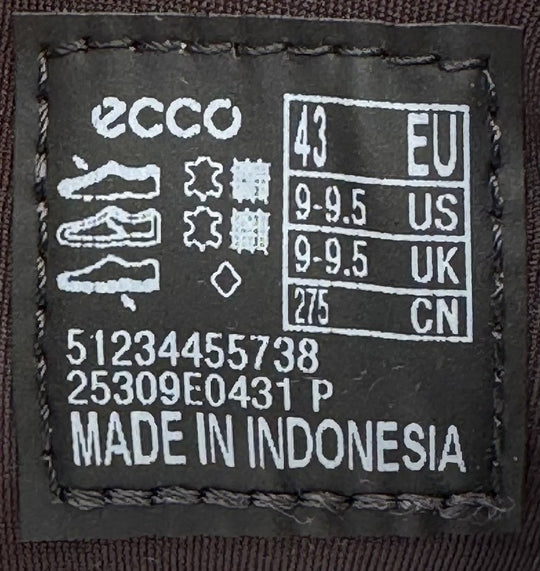 ecco
43 EU
9-9.5 US
9-9.5 UK
275 CN
51234455738
25309E0431 P
MADE IN INDONESIA